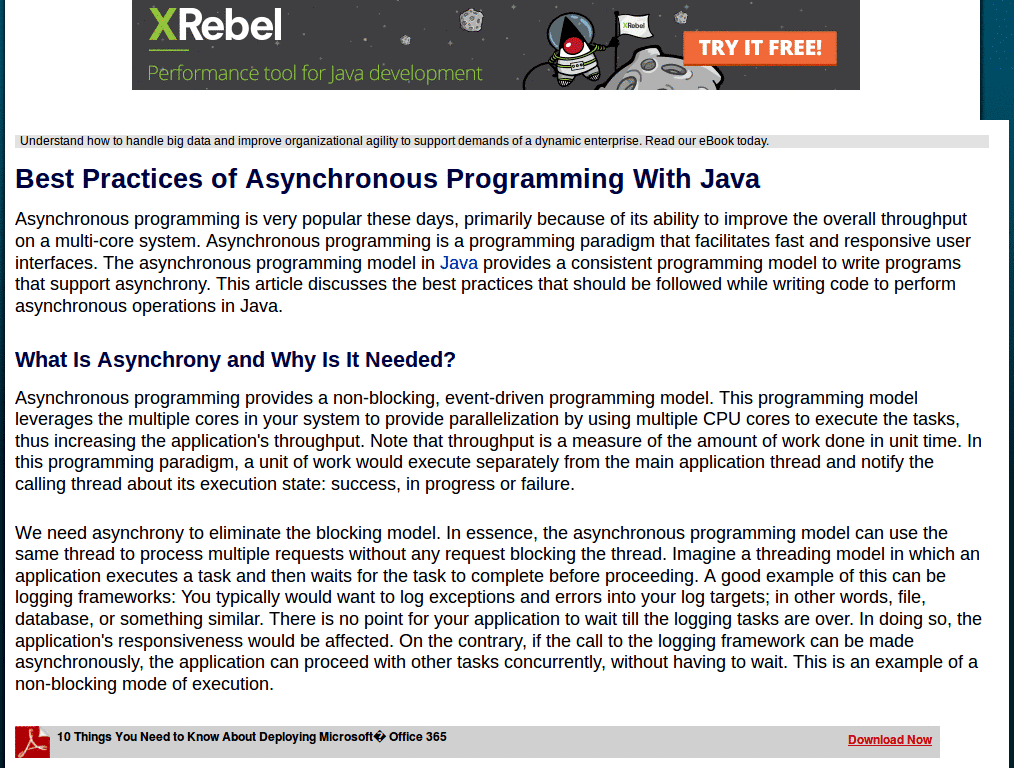 XRebel
Performance tool for Java development
XRebel
TRY IT FREE!
Understand how to handle big data and improve organizational agility to support demands of a dynamic enterprise. Read our eBook today.
Best Practices of Asynchronous Programming With Java
Asynchronous programming is very popular these days, primarily because of its ability to improve the overall throughput
on a multi-core system. Asynchronous programming is a programming paradigm that facilitates fast and responsive user
interfaces. The asynchronous programming model in Java provides a consistent programming model to write programs
that support asynchrony. This article discusses the best practices that should be followed while writing code to perform
asynchronous operations in Java.
What Is Asynchrony and Why Is It Needed?
Asynchronous programming provides a non-blocking, event-driven programming model. This programming model
leverages the multiple cores in your system to provide parallelization by using multiple CPU cores to execute the tasks,
thus increasing the application's throughput. Note that throughput is a measure of the amount of work done in unit time. In
this programming paradigm, a unit of work would execute separately from the main application thread and notify the
calling thread about its execution state: success, in progress or failure.
We need asynchrony to eliminate the blocking model. In essence, the asynchronous programming model can use the
same thread to process multiple requests without any request blocking the thread. Imagine a threading model in which an
application executes a task and then waits for the task to complete before proceeding. A good example of this can be
logging frameworks: You typically would want to log exceptions and errors into your log targets; in other words, file,
database, or something similar. There is no point for your application to wait till the logging tasks are over. In doing so, the
application's responsiveness would be affected. On the contrary, if the call to the logging framework can be made
asynchronously, the application can proceed with other tasks concurrently, without having to wait. This is an example of a
non-blocking mode of execution.
10 Things You Need to Know About Deploying Microsoft� Office 365
Download Now